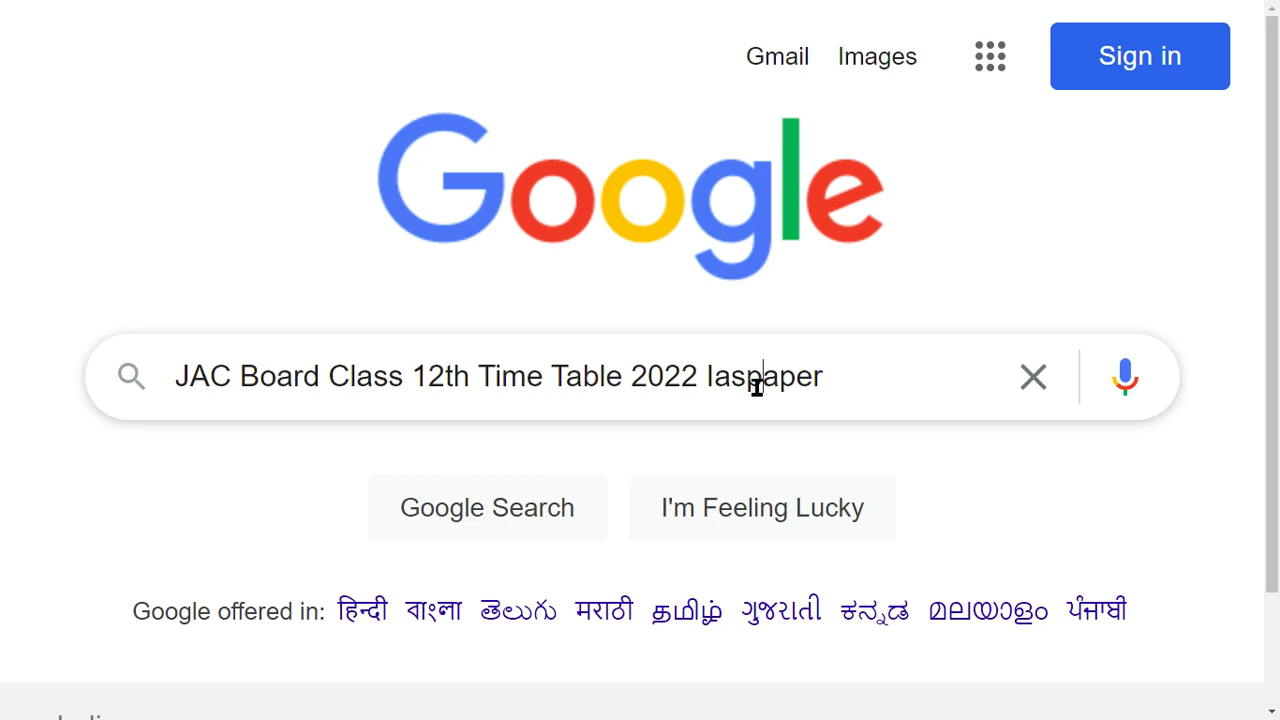 Gmail Images Sign in
Google
JAC Board Class 12th Time Table 2022 Iaspaper
Google Search I'm Feeling Lucky
Google offered in: हिन्दी বাংলা తెలుగు मराठी தமிழ் ગુજરાતી ಕನ್ನಡ മലയാളം ਪੰਜਾਬੀ